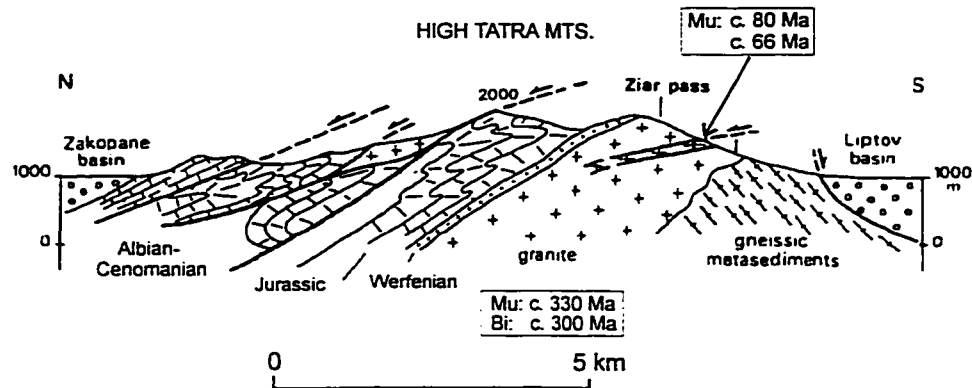 HIGH TATRA MTS.
Mu: c. 80 Ma
c. 66 Ma
N
S
2000
Ziar pass
Zakopane
basin
Liptov
basin
1000
1000
m
0
0
Albian-
Cenomanian
Jurassic
Werfenian
granite
gneissic
metasediments
Mu: c. 330 Ma
Bi: c. 300 Ma
0
5 km